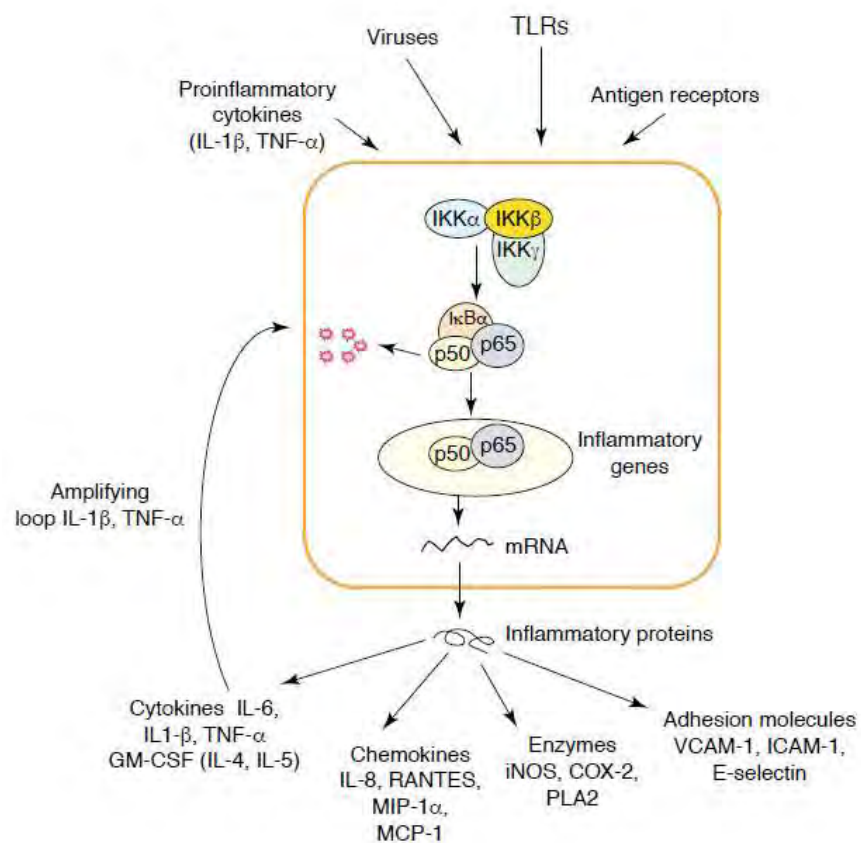 Viruses
TLRs
Proinflammatory
cytokines
(IL-1β, TNF-α)
Antigen receptors
IKKα
IKKβ
IKKγ
IκBα
p50
p65
p50
p65
Inflammatory
genes
Amplifying
loop IL-1β, TNF-α
mRNA
Inflammatory proteins
Cytokines IL-6,
IL1-β, TNF-α
GM-CSF (IL-4, IL-5)
Chemokines
IL-8, RANTES,
MIP-1α,
MCP-1
Enzymes
iNOS, COX-2,
PLA2
Adhesion molecules
VCAM-1, ICAM-1,
E-selectin